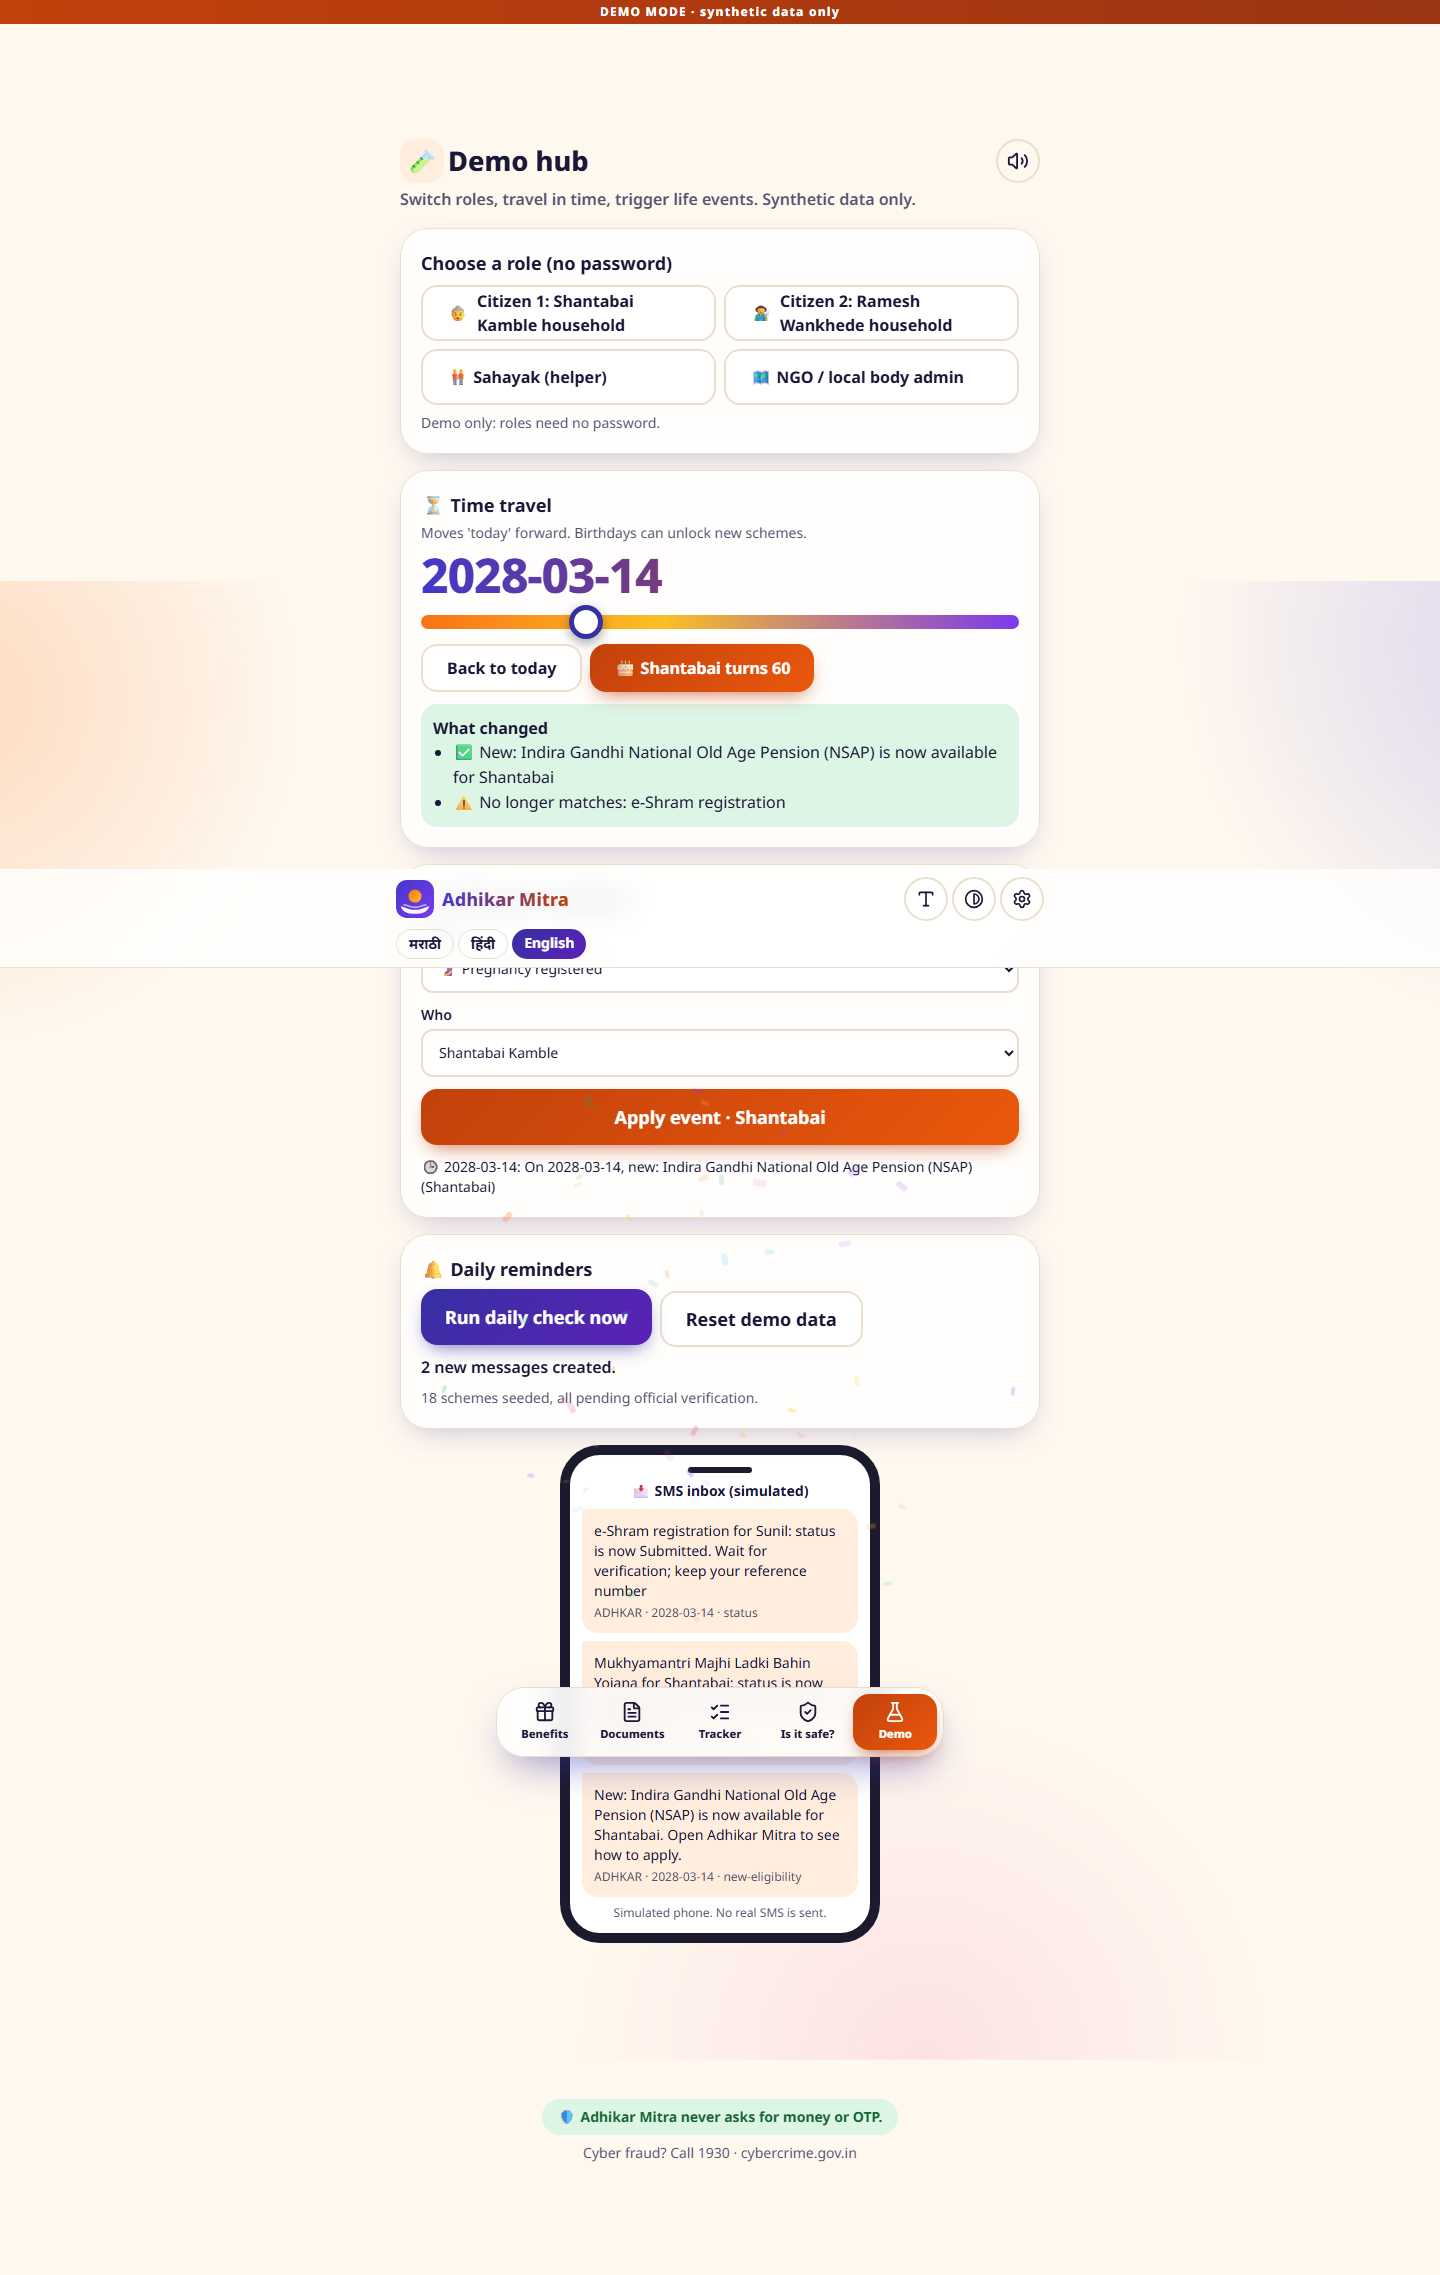 DEMO MODE · synthetic data only
Demo hub
Switch roles, travel in time, trigger life events. Synthetic data only.
Choose a role (no password)
Citizen 1: Shantabai
Kamble household
Citizen 2: Ramesh
Wankhede household
Sahayak (helper)
NGO / local body admin
Demo only: roles need no password.
Time travel
Moves 'today' forward. Birthdays can unlock new schemes.
2028-03-14
Back to today
Shantabai turns 60
What changed
New: Indira Gandhi National Old Age Pension (NSAP) is now available
for Shantabai
No longer matches: e-Shram registration
Adhikar Mitra
मराठी
हिंदी
English
Pregnancy registered
Who
Shantabai Kamble
Apply event · Shantabai
2028-03-14: On 2028-03-14, new: Indira Gandhi National Old Age Pension (NSAP)
(Shantabai)
Daily reminders
Run daily check now
Reset demo data
2 new messages created.
18 schemes seeded, all pending official verification.
SMS inbox (simulated)
e-Shram registration for Sunil: status
is now Submitted. Wait for
verification; keep your reference
number
ADHKAR · 2028-03-14 · status
Mukhyamantri Majhi Ladki Bahin
Yojana for Shantabai: status is now
Benefits
Documents
Tracker
Is it safe?
Demo
New: Indira Gandhi National Old Age
Pension (NSAP) is now available for
Shantabai. Open Adhikar Mitra to see
how to apply.
ADHKAR · 2028-03-14 · new-eligibility
Simulated phone. No real SMS is sent.
Adhikar Mitra never asks for money or OTP.
Cyber fraud? Call 1930 · cybercrime.gov.in